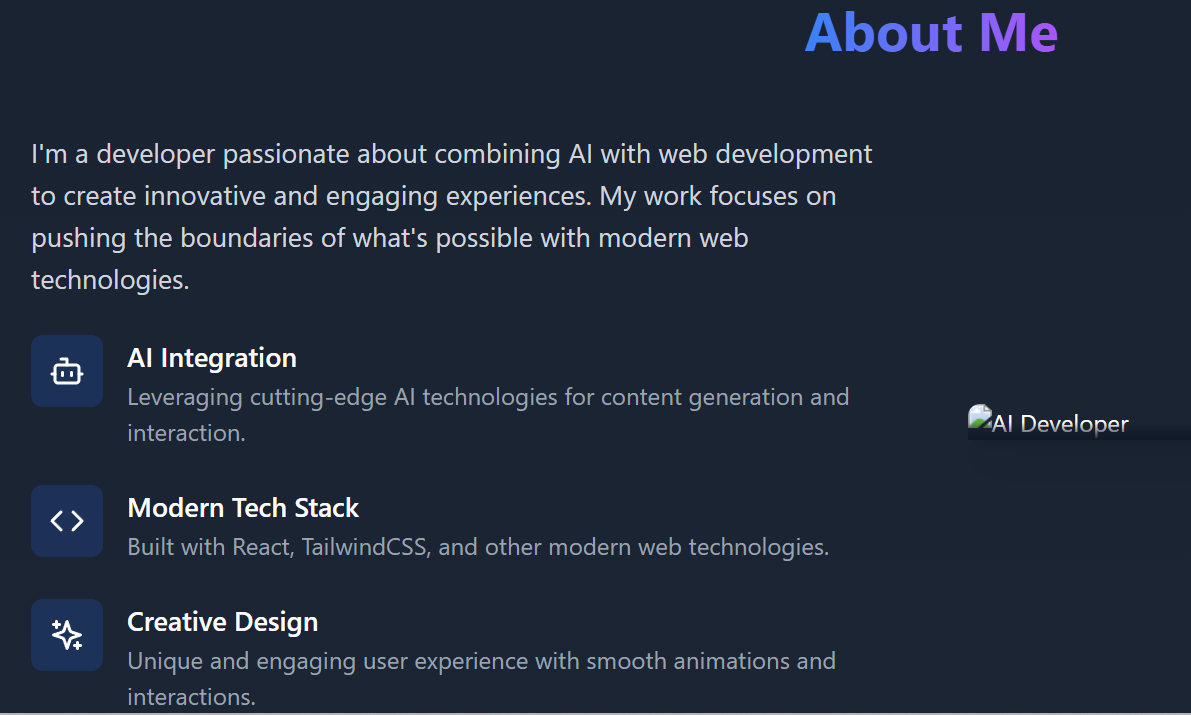 About Me
I'm a developer passionate about combining AI with web development
to create innovative and engaging experiences. My work focuses on
pushing the boundaries of what's possible with modern web
technologies.
AI Integration
Leveraging cutting-edge AI technologies for content generation and
interaction.
AI Developer
Modern Tech Stack
Built with React, TailwindCSS, and other modern web technologies.
Creative Design
Unique and engaging user experience with smooth animations and
interactions.